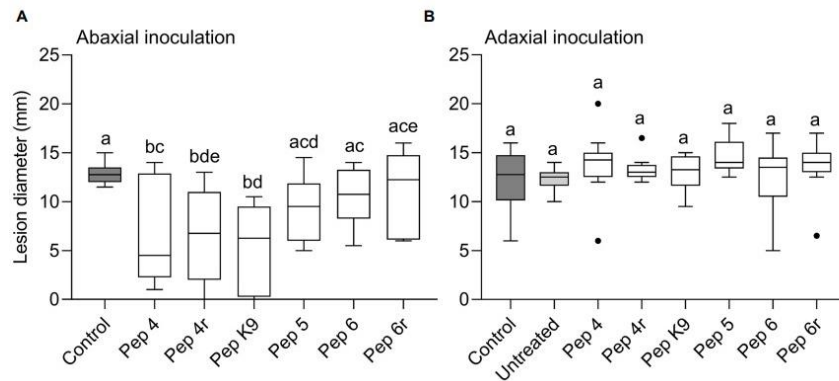 A
B
Abaxial inoculation
Adaxial inoculation
Lesion diameter (mm)
25
20
15
10
5
0
a
bc
bde
bd
acd
ac
ace
Control
Pep 4
Pep 4r
Pep K9
Pep 5
Pep 6
Pep 6r
25
20
15
10
5
0
a
a
a
a
a
a
a
a
Control
Untreated
Pep 4
Pep 4r
Pep K9
Pep 5
Pep 6
Pep 6r